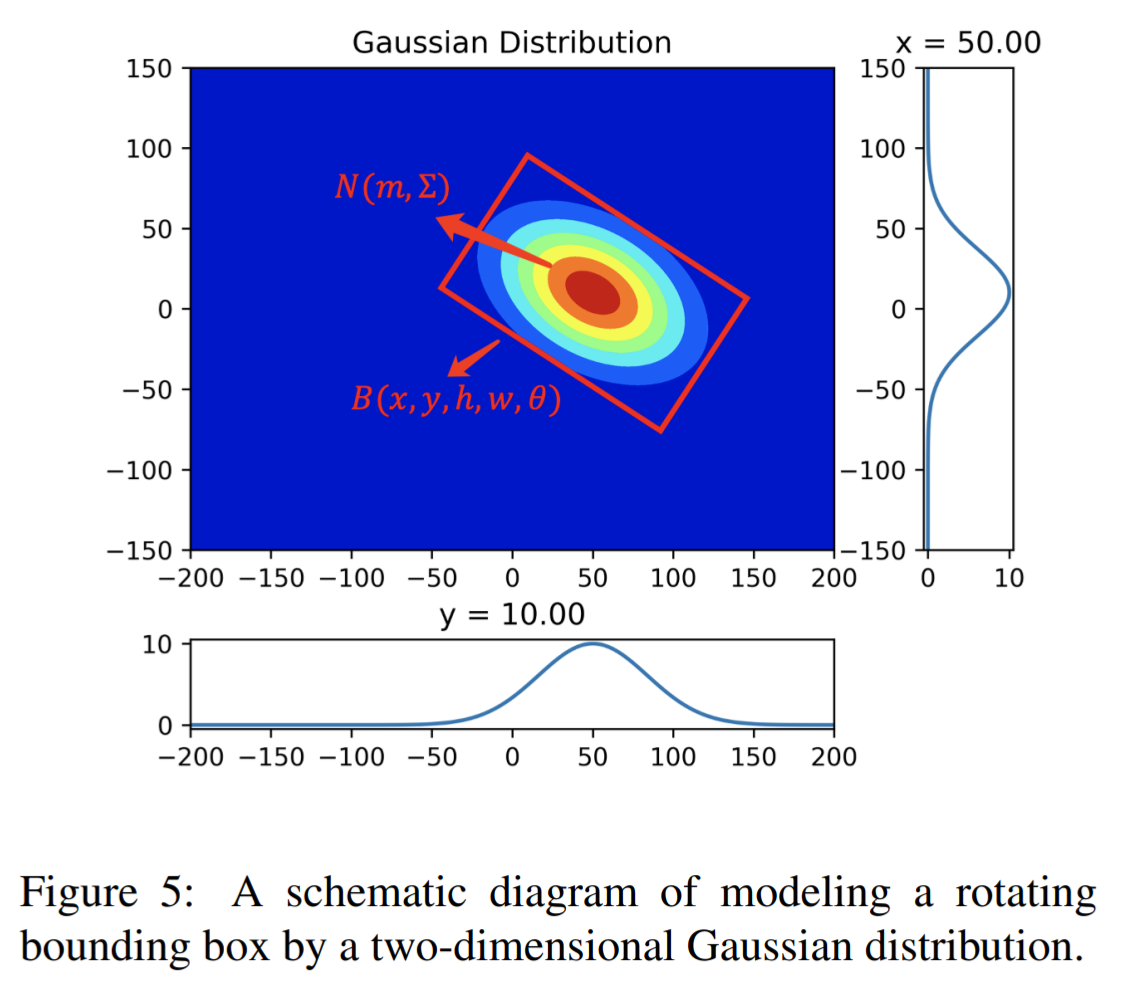 Gaussian Distribution
x = 50.00
150
100
50
0
−50
−100
−150
−200 −150 −100 −50 0 50 100 150 200
N(m, Σ)
B(x, y, h, w, θ)
150
100
50
0
−50
−100
−150
0 10
y = 10.00
10
0
−200 −150 −100 −50 0 50 100 150 200
Figure 5: A schematic diagram of modeling a rotating
bounding box by a two-dimensional Gaussian distribution.